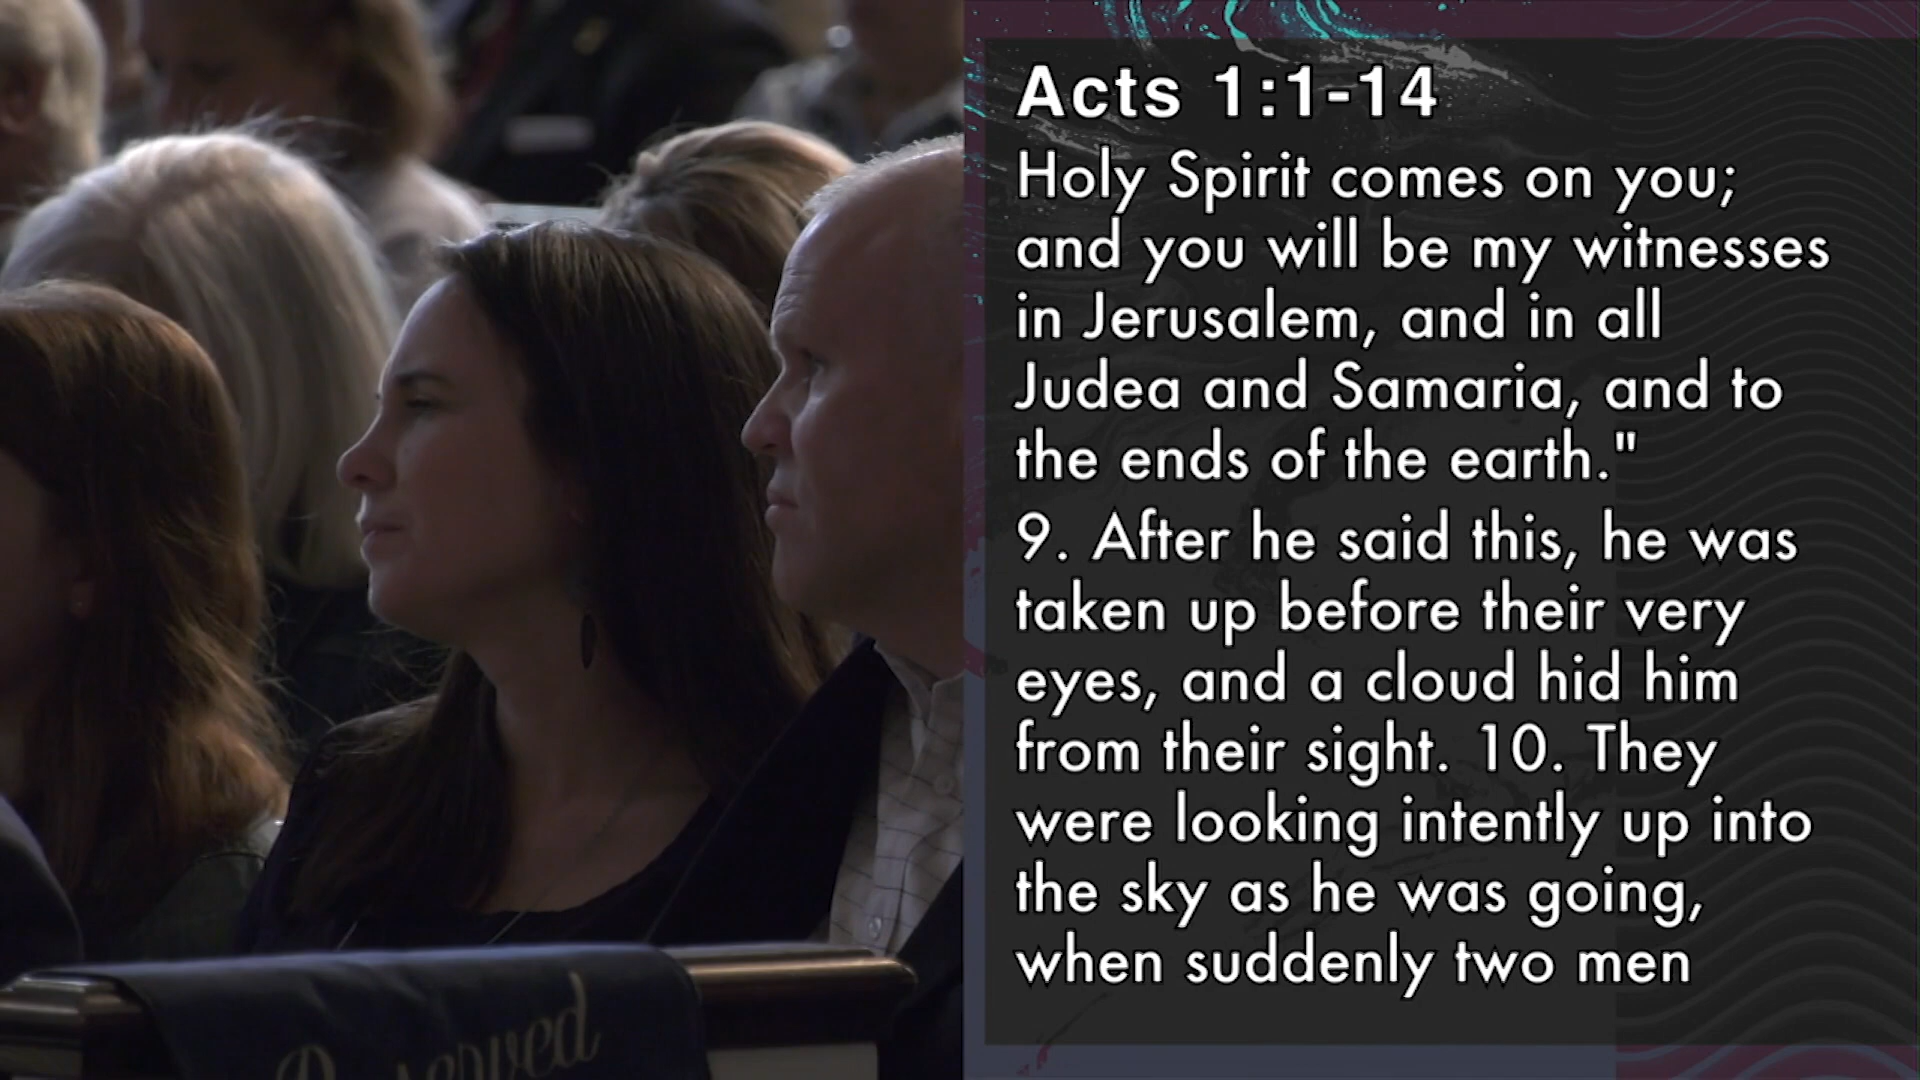 Acts 1:1-14
Holy Spirit comes on you;
and you will be my witnesses
in Jerusalem, and in all
Judea and Samaria, and to
the ends of the earth."
9. After he said this, he was
taken up before their very
eyes, and a cloud hid him
from their sight. 10. They
were looking intently up into
the sky as he was going,
when suddenly two men
Reserved